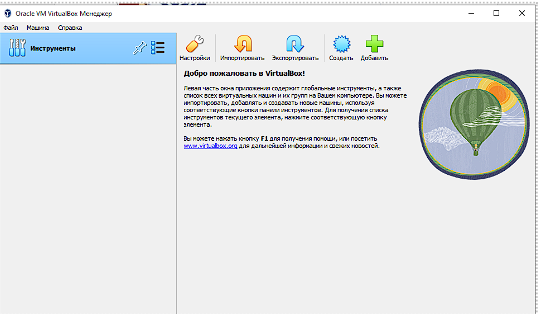 Oracle VM VirtualBox Менеджер
Файл Машина Справка
Инструменты
Настройки Импортировать Экспортировать Создать Добавить
Добро пожаловать в VirtualBox!
Левая часть окна приложения содержит глобальные инструменты, а также
список всех виртуальных машин и их групп на Вашем компьютере. Вы можете
импортировать, добавлять и создавать новые машины, используя
соответствующие кнопки панели инструментов. Для получения списка
инструментов текущего элемента, нажмите соответствующую кнопку
элемента.
Вы можете нажать кнопку F1 для получения помощи, или посетить
www.virtualbox.org для дальнейшей информации и свежих новостей.